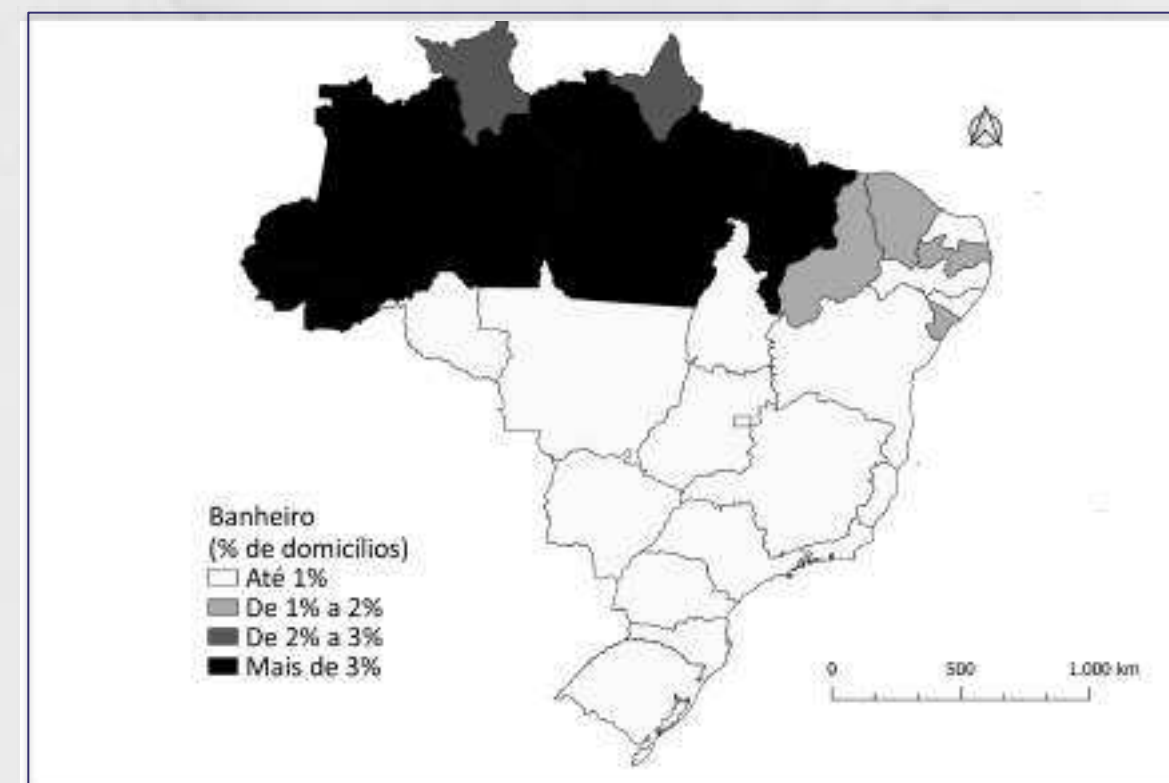 Banheiro
(% de domicílios)
Até 1%
De 1% a 2%
De 2% a 3%
Mais de 3%
0 500 1.000 km